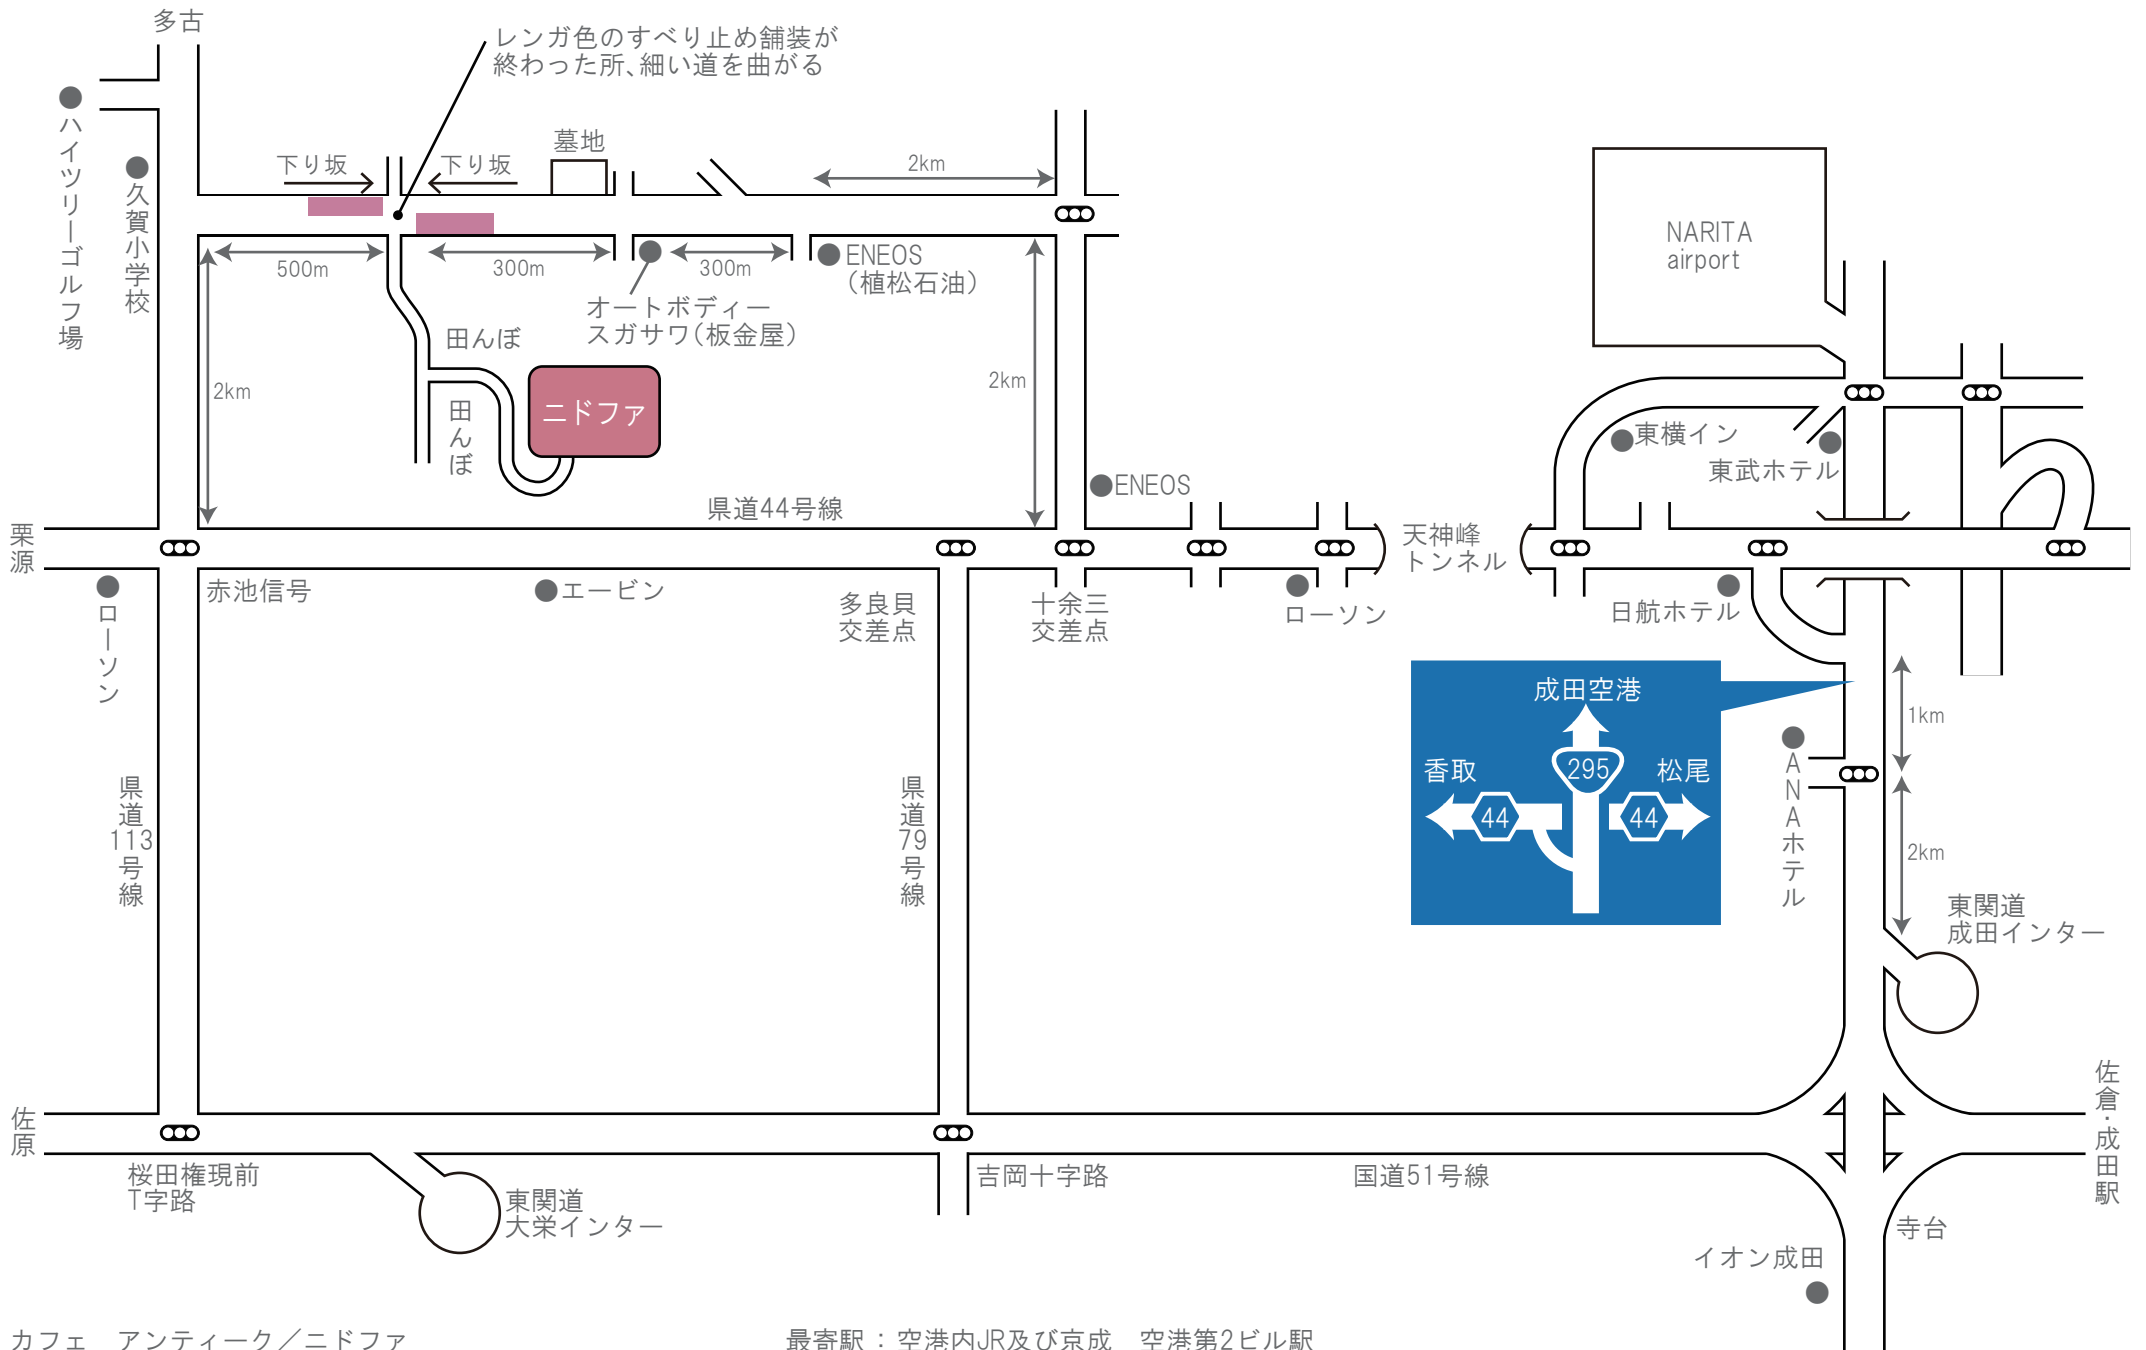 多古
レンガ色のすべり止め舗装が
終わった所、細い道を曲がる
ハイツリーゴルフ場
久賀小学校
下り坂
下り坂
墓地
2km
500m
300m
300m
ENEOS
(植松石油)
オートボディー
スガサワ(板金屋)
田んぼ
田んぼ
ニドファ
2km
2km
NARITA
airport
東横イン
東武ホテル
ENEOS
県道44号線
栗源
天神峰
トンネル
赤池信号
エービン
多良貝
交差点
十余三
交差点
ローソン
日航ホテル
ローソン
成田空港
295
香取
松尾
44
44
1km
ANAホテル
2km
県道113号線
県道79号線
東関道
成田インター
佐原
佐倉・成田駅
桜田権現前
T字路
東関道
大栄インター
吉岡十字路
国道51号線
寺台
イオン成田
カフェ　アンティーク／ニドファ
最寄駅：空港内JR及び京成　空港第2ビル駅